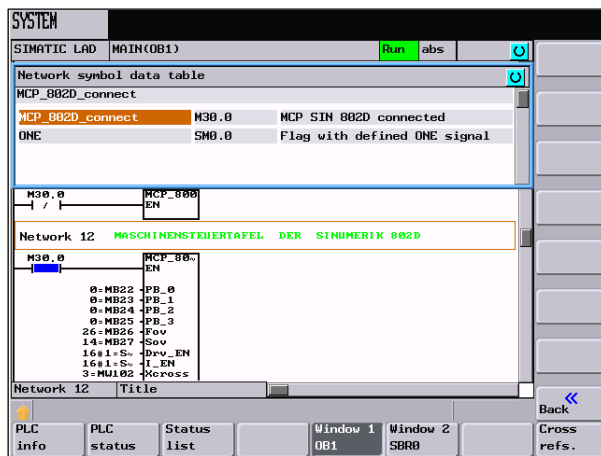 SYSTEM
SIMATIC LAD MAIN(OB1) Run abs
Network symbol data table
MCP_802D_connect
MCP_802D_connect M30.0 MCP SIN 802D connected
ONE SM0.0 Flag with defined ONE signal
M30.0 MCP_800
/ EN
Network 12 MASCHINENSTEUERTAFEL DER SINUMERIK 802D
M30.0 MCP_80~
EN
0=MB22 PB_0
0=MB23 PB_1
0=MB24 PB_2
0=MB25 PB_3
26=MB26 Fov
14=MB27 Sov
16#1=S~ Drv_EN
16#1=S~ I_EN
3=MW102 Xcross
Network 12 Title
Back
PLC info
PLC status
Status list
Window 1 OB1
Window 2 SBR0
Cross refs.